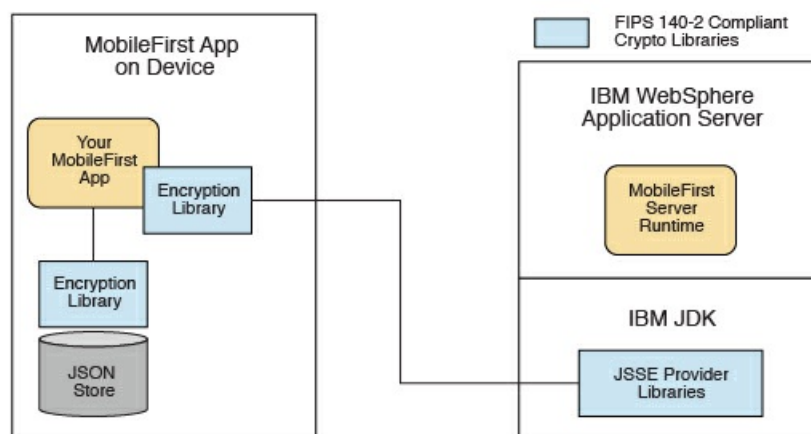 MobileFirst App
on Device
Your
MobileFirst
App
Encryption
Library
Encryption
Library
JSON
Store
FIPS 140-2 Compliant
Crypto Libraries
IBM WebSphere
Application Server
MobileFirst
Server
Runtime
IBM JDK
JSSE Provider
Libraries